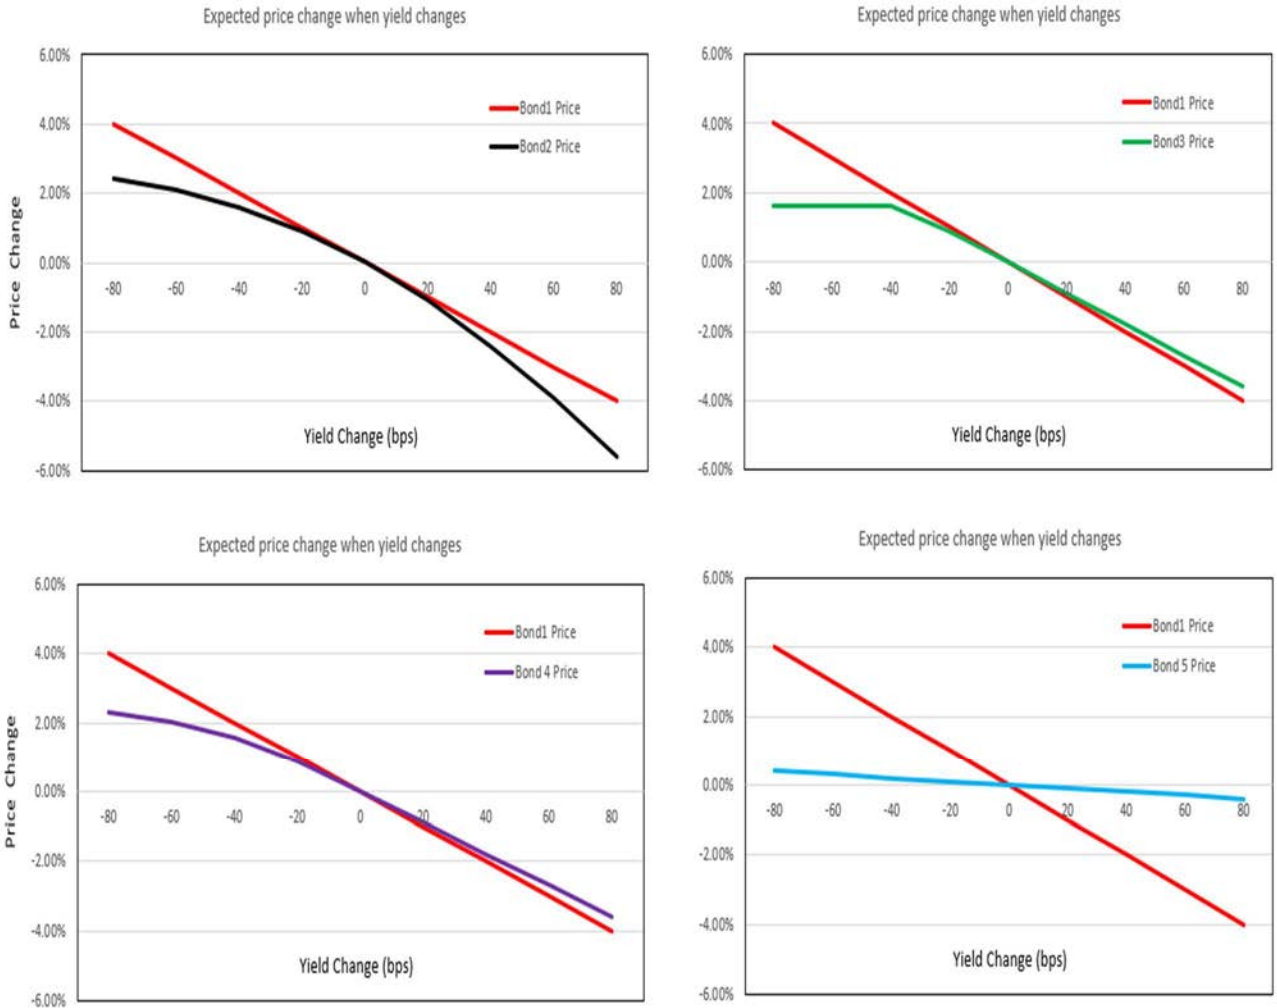 Expected price change when yield changes
6.00%
4.00%
2.00%
0.00%
-2.00%
-4.00%
-6.00%
Price Change
Bond1 Price
Bond2 Price
-80 -60 -40 -20 0 20 40 60 80
Yield Change (bps)
Expected price change when yield changes
6.00%
4.00%
2.00%
0.00%
-2.00%
-4.00%
-6.00%
Bond1 Price
Bond3 Price
-80 -60 -40 -20 0 20 40 60 80
Yield Change (bps)
Expected price change when yield changes
6.00%
4.00%
2.00%
0.00%
-2.00%
-4.00%
-6.00%
Price Change
Bond1 Price
Bond 4 Price
-80 -60 -40 -20 0 20 40 60 80
Yield Change (bps)
Expected price change when yield changes
6.00%
4.00%
2.00%
0.00%
-2.00%
-4.00%
-6.00%
Bond1 Price
Bond 5 Price
-80 -60 -40 -20 0 20 40 60 80
Yield Change (bps)